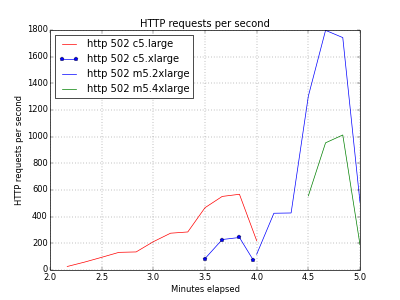 HTTP requests per second
http 502 c5.large
http 502 c5.xlarge
http 502 m5.2xlarge
http 502 m5.4xlarge
HTTP requests per second
1800
1600
1400
1200
1000
800
600
400
200
0
2.0 2.5 3.0 3.5 4.0 4.5 5.0
Minutes elapsed